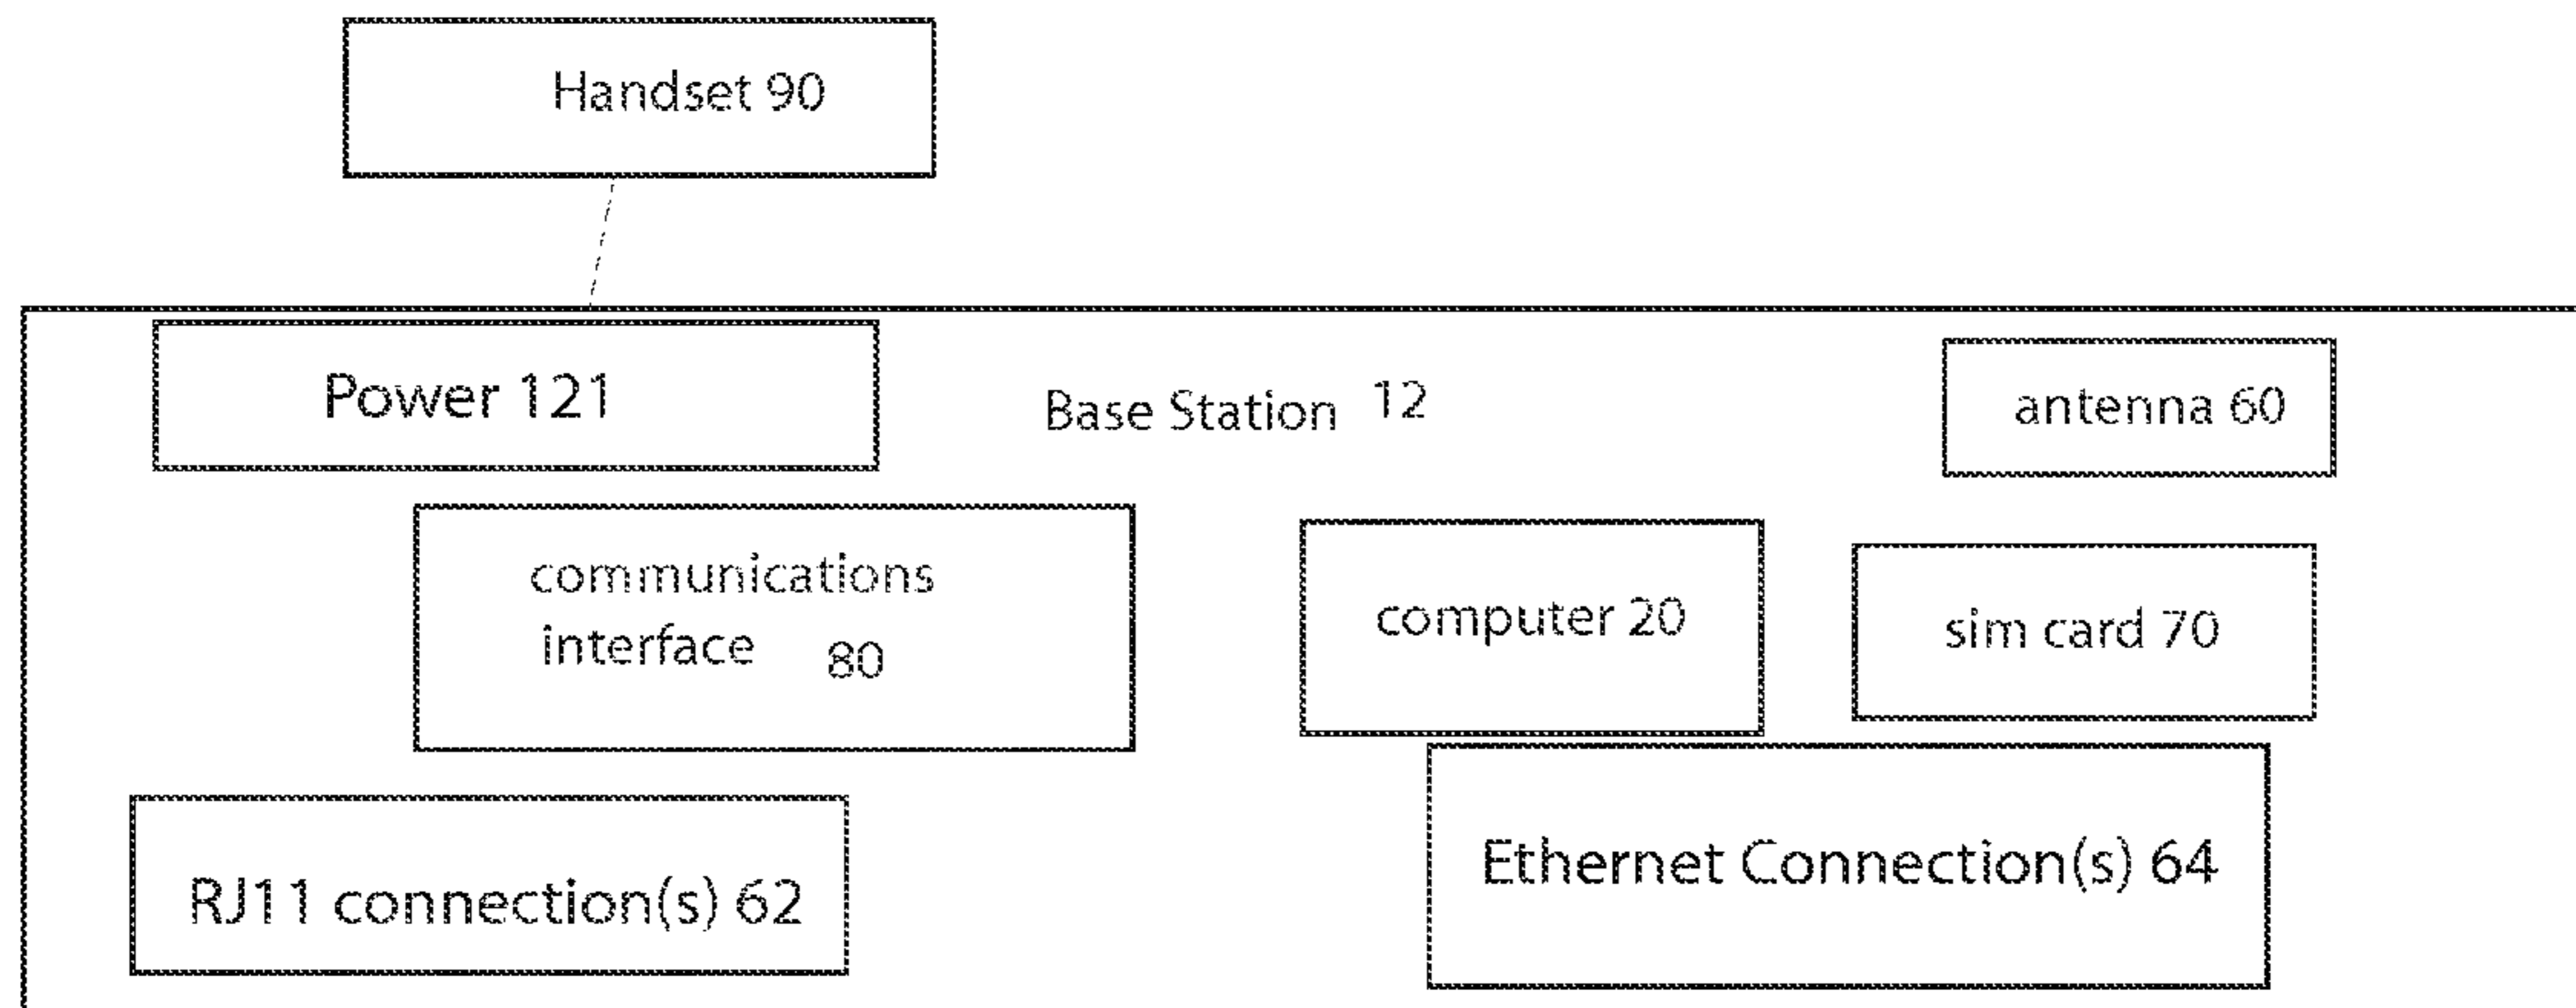 Handset 90
Power 121
Base Station 12
antenna 60
communications
interface 80
computer 20
sim card 70
RJ11 connection(s) 62
Ethernet Connection(s) 64